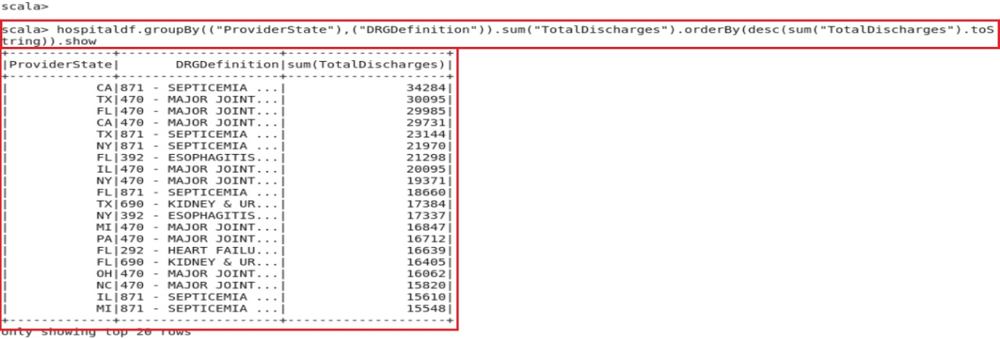 scala>
scala> hospitaldf.groupBy(("ProviderState"),("DRGDefinition")).sum("TotalDischarges").orderBy(desc(sum("TotalDischarges").toS
tring)).show
+-------------+--------------------+--------------------+
|ProviderState|       DRGDefinition|sum(TotalDischarges)|
+-------------+--------------------+--------------------+
|           CA|871 - SEPTICEMIA ...|               34284|
|           TX|470 - MAJOR JOINT...|               30095|
|           FL|470 - MAJOR JOINT...|               29985|
|           CA|470 - MAJOR JOINT...|               29731|
|           TX|871 - SEPTICEMIA ...|               23144|
|           NY|871 - SEPTICEMIA ...|               21970|
|           FL|392 - ESOPHAGITIS...|               21298|
|           IL|470 - MAJOR JOINT...|               20095|
|           NY|470 - MAJOR JOINT...|               19371|
|           FL|871 - SEPTICEMIA ...|               18660|
|           TX|690 - KIDNEY & UR...|               17384|
|           NY|392 - ESOPHAGITIS...|               17337|
|           MI|470 - MAJOR JOINT...|               16847|
|           PA|470 - MAJOR JOINT...|               16712|
|           FL|292 - HEART FAILU...|               16639|
|           FL|690 - KIDNEY & UR...|               16405|
|           OH|470 - MAJOR JOINT...|               16062|
|           NC|470 - MAJOR JOINT...|               15820|
|           IL|871 - SEPTICEMIA ...|               15610|
|           MI|871 - SEPTICEMIA ...|               15548|
+-------------+--------------------+--------------------+
only showing top 20 rows